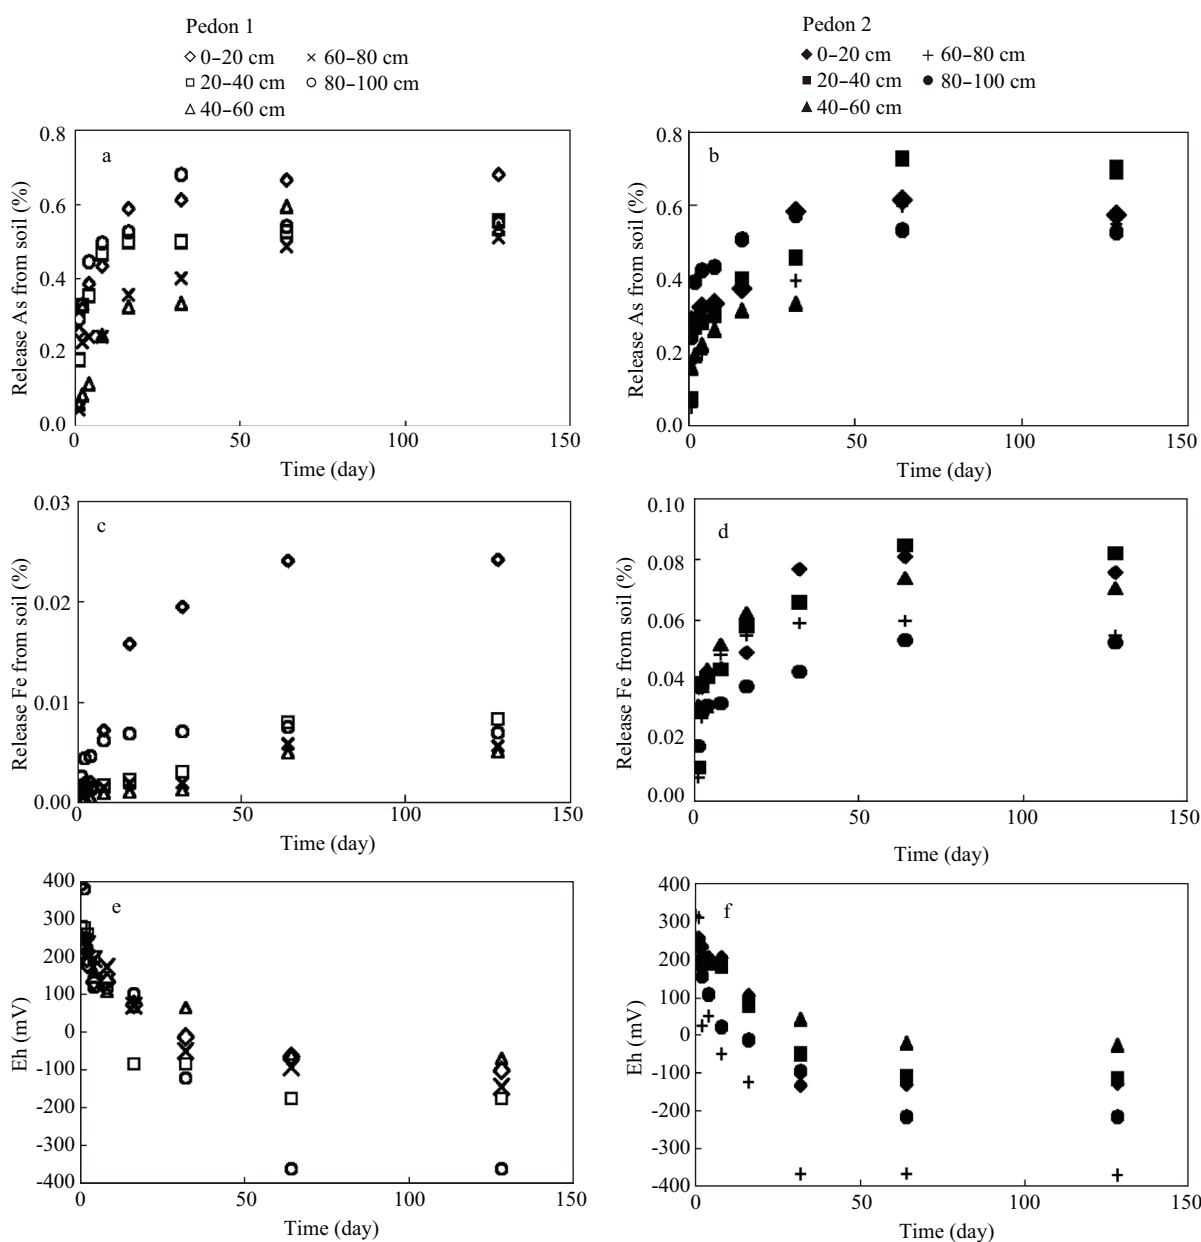 Pedon 1
0–20 cm
60–80 cm
20–40 cm
80–100 cm
40–60 cm
Pedon 2
0–20 cm
60–80 cm
20–40 cm
80–100 cm
40–60 cm
a
0.8
0.6
0.4
0.2
0.0
Release As from soil (%)
0
50
100
150
Time (day)
b
0.8
0.6
0.4
0.2
0.0
Release As from soil (%)
0
50
100
150
Time (day)
c
0.03
0.02
0.01
0.00
Release Fe from soil (%)
0
50
100
150
Time (day)
d
0.10
0.08
0.06
0.04
0.02
0.00
Release Fe from soil (%)
0
50
100
150
Time (day)
e
400
300
200
100
0
-100
-200
-300
-400
Eh (mV)
0
50
100
150
Time (day)
f
400
300
200
100
0
-100
-200
-300
-400
Eh (mV)
0
50
100
150
Time (day)